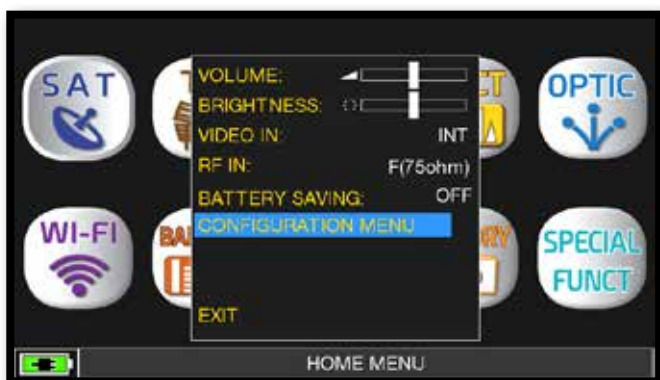 SAT
OPTIC
VOLUME:
BRIGHTNESS:
VIDEO IN: INT
RF IN: F(75ohm)
BATTERY SAVING: OFF
CONFIGURATION MENU
EXIT
WI-FI
SPECIAL
FUNCT
HOME MENU